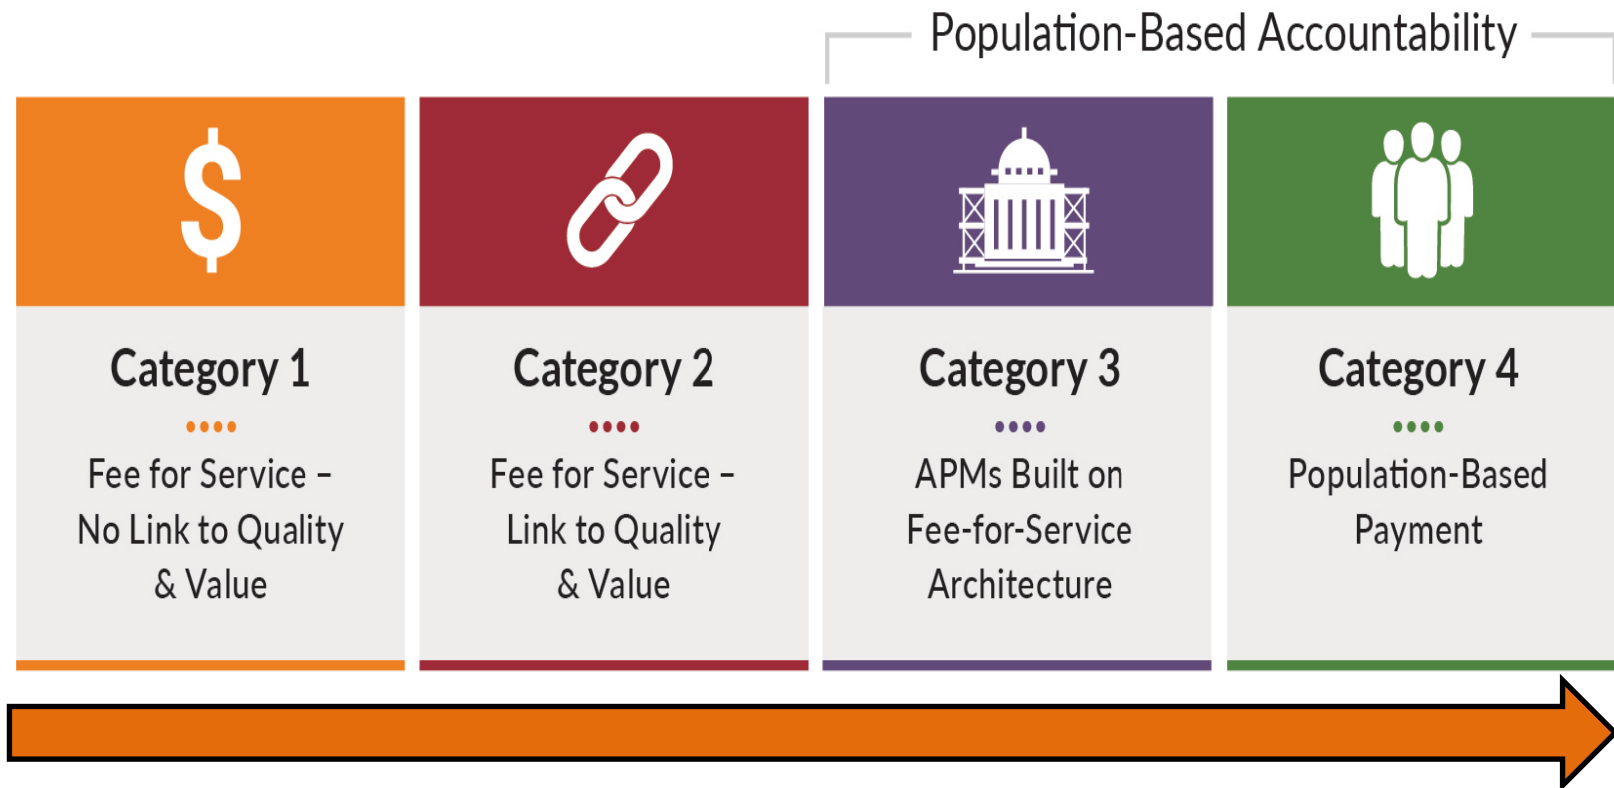 Population-Based Accountability
$
Category 1
Fee for Service –
No Link to Quality
& Value
Category 2
Fee for Service –
Link to Quality
& Value
Category 3
APMs Built on
Fee-for-Service
Architecture
Category 4
Population-Based
Payment